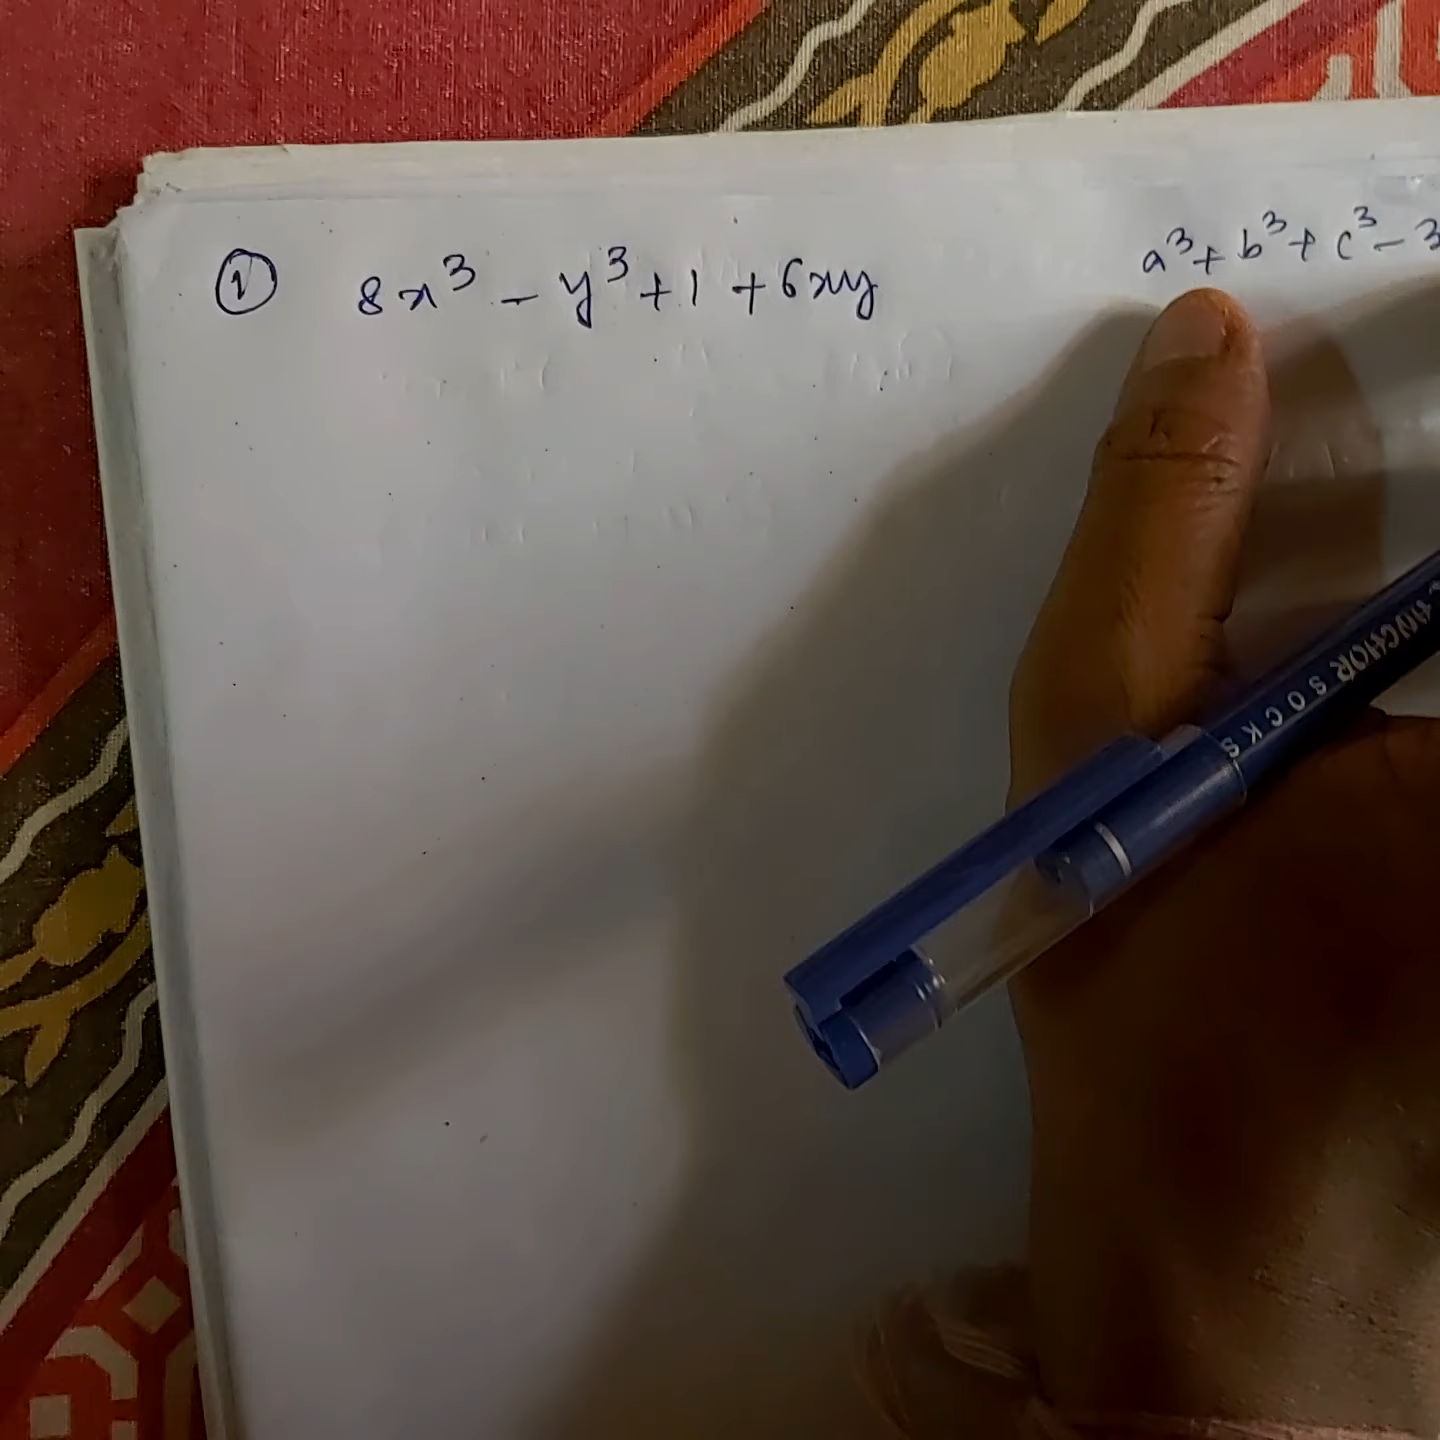 ① 8x³ - y³ + 1 + 6xy
a³ + b³ + c³ - 3
ANCHOR SOCKS